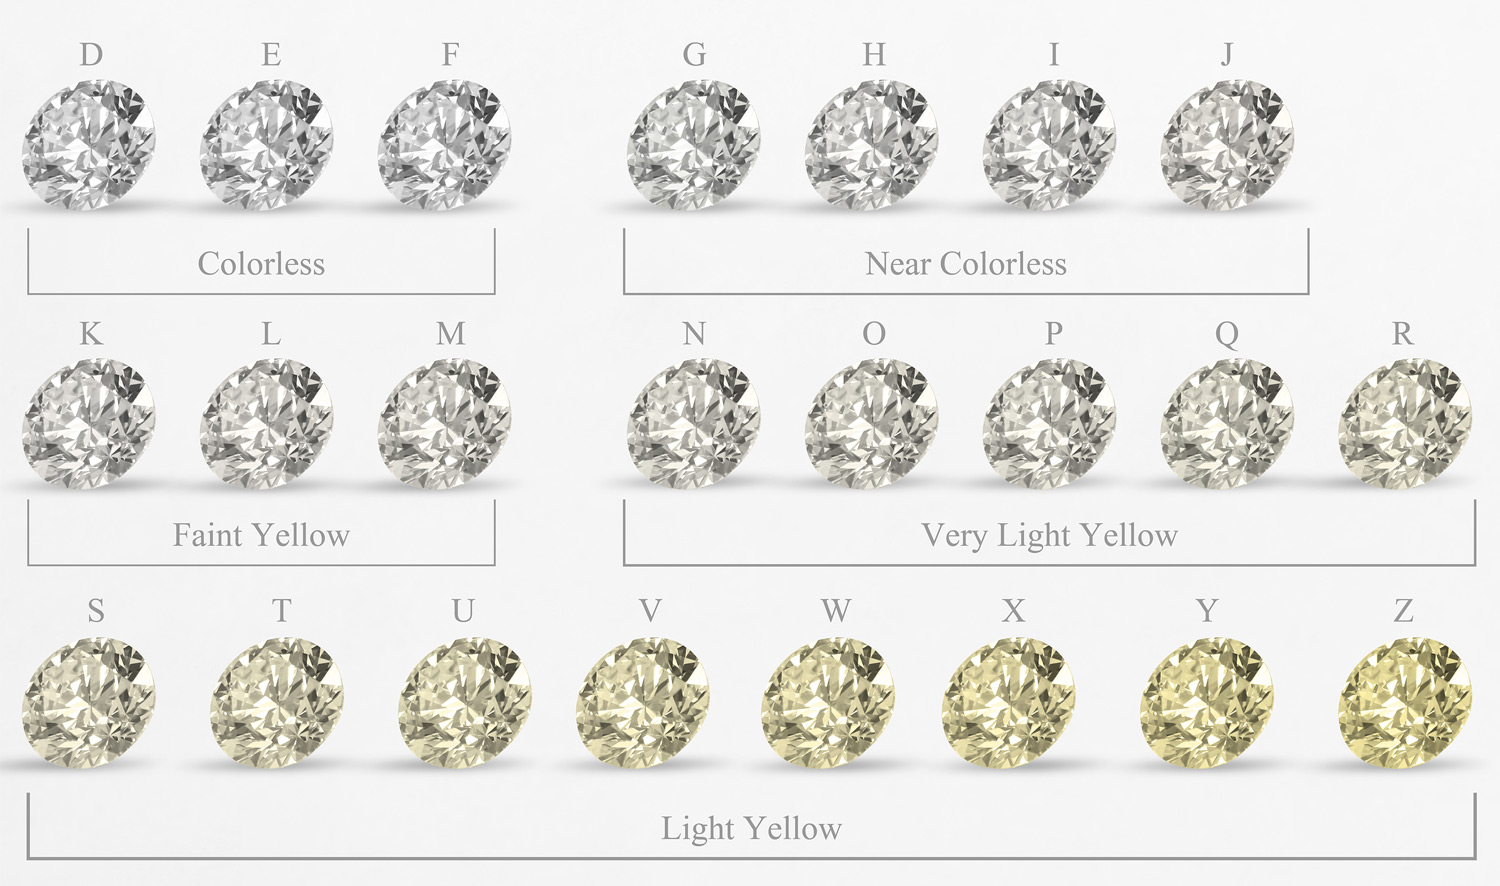 D E F G H I J
Colorless Near Colorless
K L M N O P Q R
Faint Yellow Very Light Yellow
S T U V W X Y Z
Light Yellow